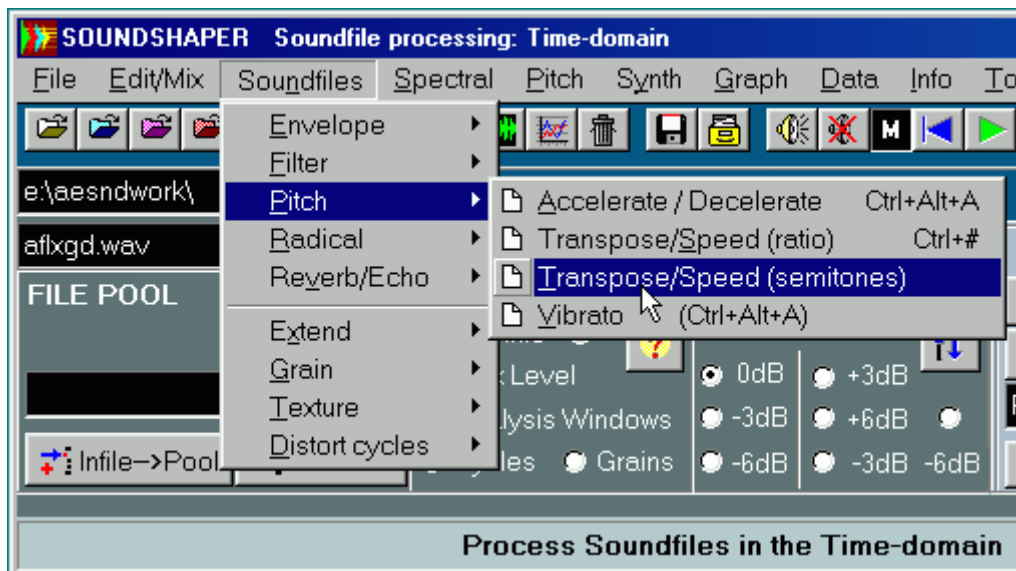 SOUNDSHAPER Soundfile processing: Time-domain
File Edit/Mix Soundfiles Spectral Pitch Synth Graph Data Info To
M
e:\aesndwork\
aflxgd.wav
FILE POOL
Envelope
Filter
Pitch
Radical
Reverb/Echo
Extend
Grain
Texture
Distort cycles
Accelerate / Decelerate Ctrl+Alt+A
Transpose/Speed (ratio) Ctrl+#
Transpose/Speed (semitones)
Vibrato (Ctrl+Alt+A)
Level 0dB +3dB
lysis Windows -3dB +6dB
les Grains -6dB -3dB -6dB
Infile-->Pool
Process Soundfiles in the Time-domain